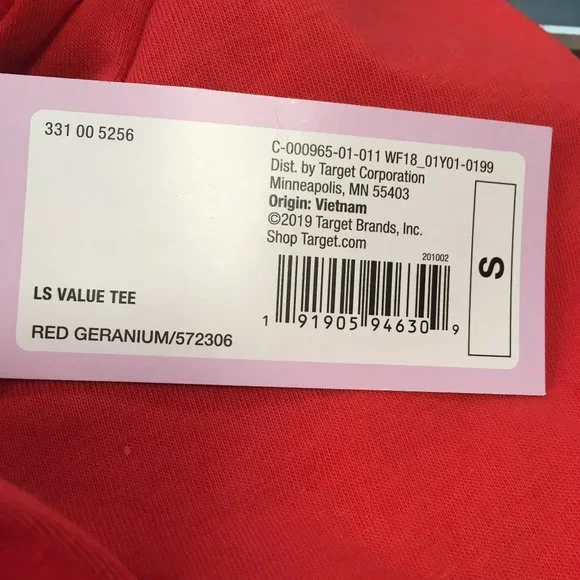 331 00 5256
C-000965-01-011 WF18_01Y01-0199
Dist. by Target Corporation
Minneapolis, MN 55403
Origin: Vietnam
©2019 Target Brands, Inc.
Shop Target.com
201002
S
LS VALUE TEE
RED GERANIUM/572306
1 91905 94630 9